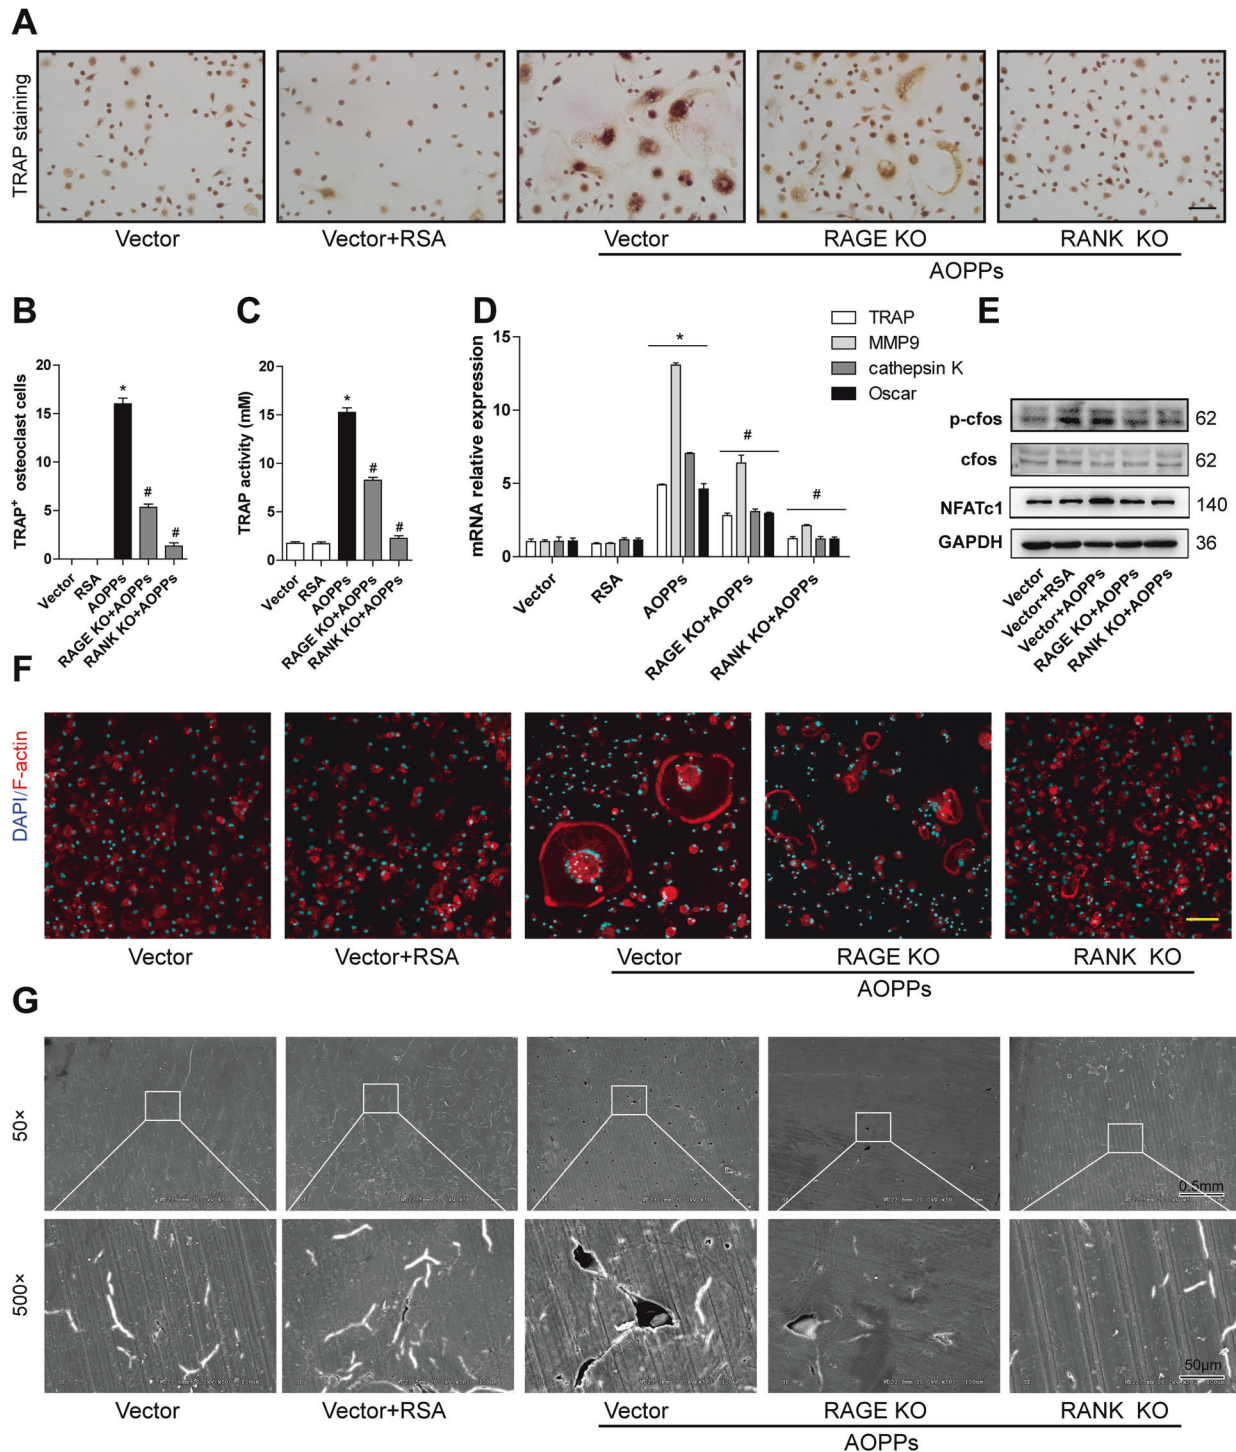 A
TRAP staining
Vector
Vector+RSA
Vector
RAGE KO
RANK KO
AOPPs
B
TRAP+ osteoclast cells
20
15
10
5
0
*
#
#
Vector
RSA
AOPPs
RAGE KO+AOPPs
RANK KO+AOPPs
C
TRAP activity (mM)
20
15
10
5
0
*
#
#
Vector
RSA
AOPPs
RAGE KO+AOPPs
RANK KO+AOPPs
D
mRNA relative expression
15
10
5
0
*
#
#
TRAP
MMP9
cathepsin K
Oscar
Vector
RSA
AOPPs
RAGE KO+AOPPs
RANK KO+AOPPs
E
p-cfos 62
cfos 62
NFATc1 140
GAPDH 36
Vector
Vector+RSA
Vector+AOPPs
RAGE KO+AOPPs
RANK KO+AOPPs
F
DAPI/F-actin
Vector
Vector+RSA
Vector
RAGE KO
RANK KO
AOPPs
G
50×
0.5mm
500×
50μm
Vector
Vector+RSA
Vector
RAGE KO
RANK KO
AOPPs